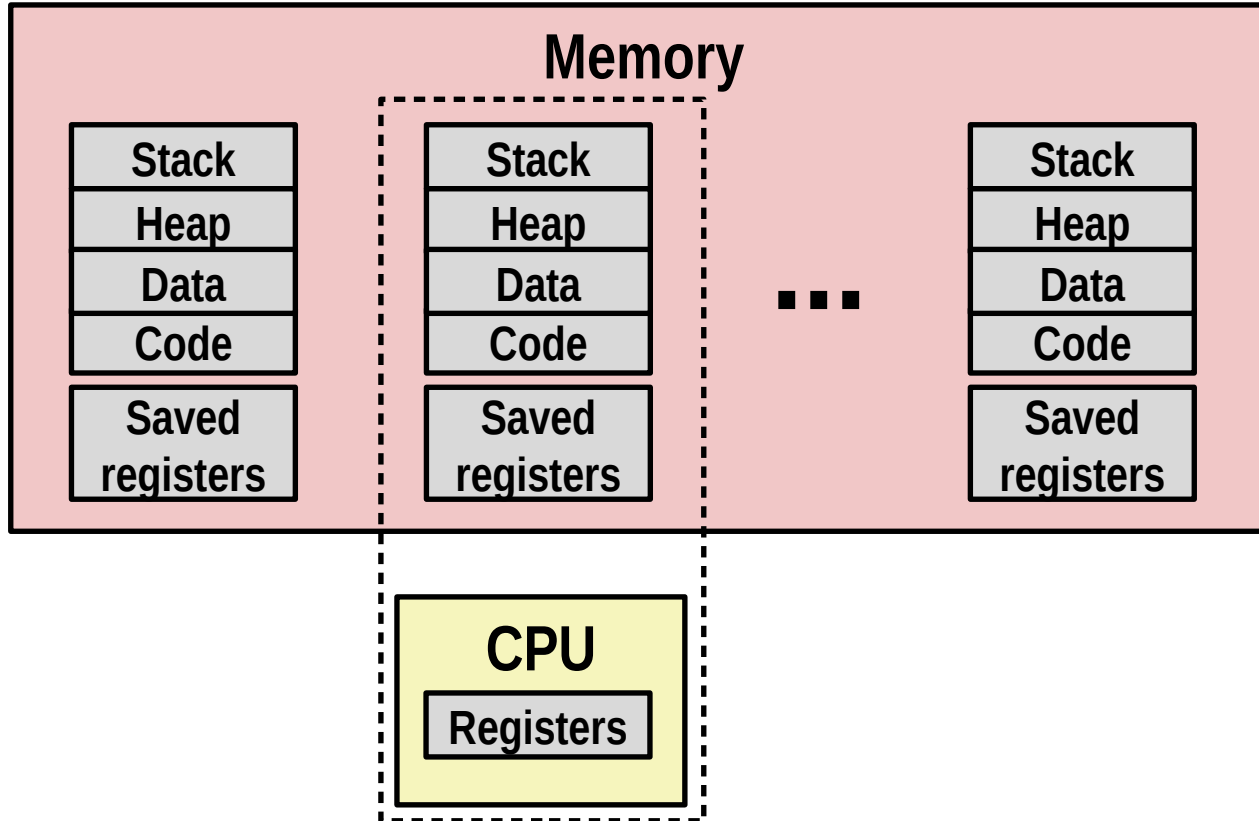 Memory
Stack
Heap
Data
Code
Saved
registers
Stack
Heap
Data
Code
Saved
registers
...
Stack
Heap
Data
Code
Saved
registers
CPU
Registers